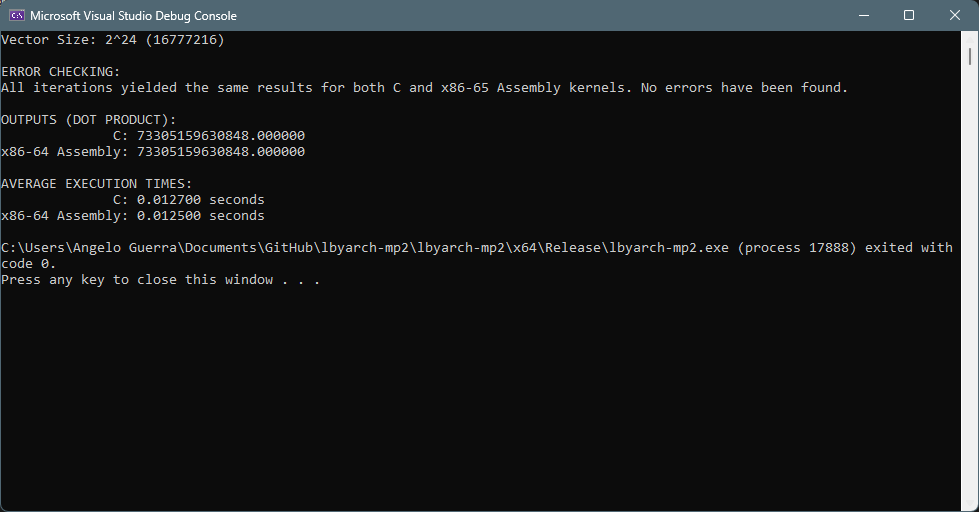 Microsoft Visual Studio Debug Console
Vector Size: 2^24 (16777216)
ERROR CHECKING:
All iterations yielded the same results for both C and x86-65 Assembly kernels. No errors have been found.
OUTPUTS (DOT PRODUCT):
C: 73305159630848.000000
x86-64 Assembly: 73305159630848.000000
AVERAGE EXECUTION TIMES:
C: 0.012700 seconds
x86-64 Assembly: 0.012500 seconds
C:\Users\Angelo Guerra\Documents\GitHub\lbyarch-mp2\lbyarch-mp2\x64\Release\lbyarch-mp2.exe (process 17888) exited with
code 0.
Press any key to close this window . . .